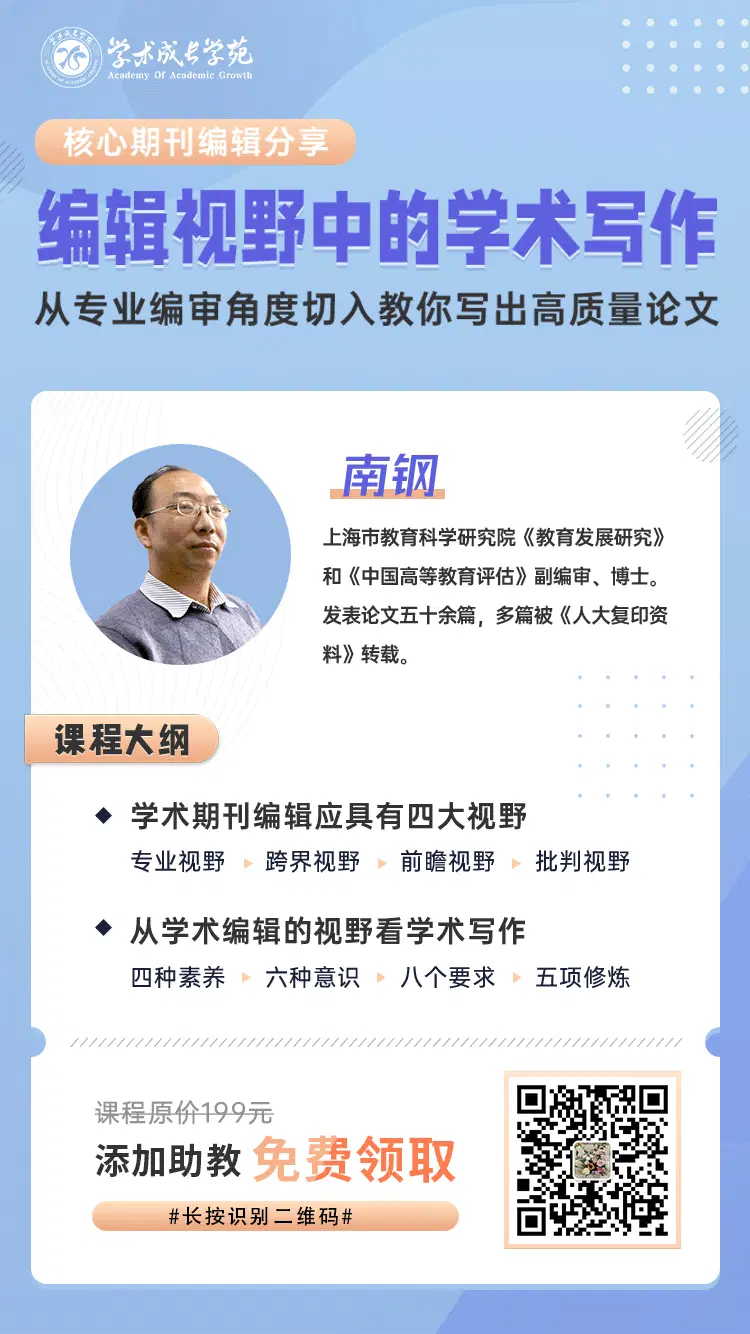 学术成长学苑
Academy Of Academic Growth
核心期刊编辑分享
编辑视野中的学术写作
从专业编审角度切入教你写出高质量论文
南钢
上海市教育科学研究院《教育发展研究》
和《中国高等教育评估》副编审、博士。
发表论文五十余篇，多篇被《人大复印资
料》转载。
课程大纲
学术期刊编辑应具有四大视野
专业视野 跨界视野 前瞻视野 批判视野
从学术编辑的视野看学术写作
四种素养 六种意识 八个要求 五项修炼
课程原价199元
添加助教 免费领取
#长按识别二维码#